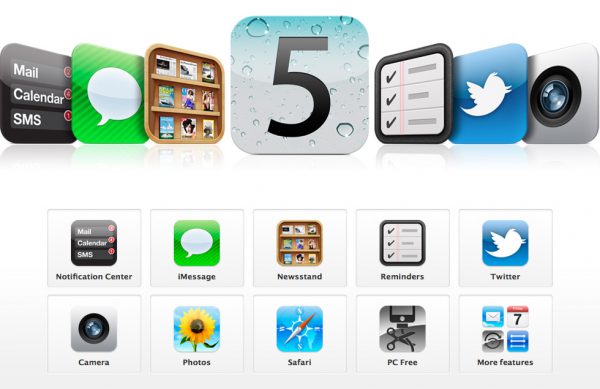 Mail
Calendar
SMS
5
Mail
Calendar
SMS
Notification Center
iMessage
Newsstand
Reminders
Twitter
7
Camera
Photos
Safari
PC Free
More features